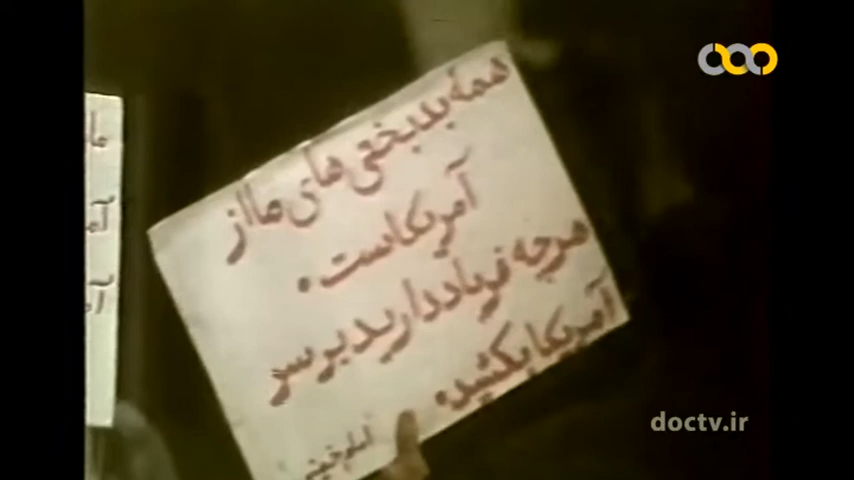 همهٔ بدبختی های ما از
آمریکاست.
هرچه فریاد دارید بر سر
آمریکا بکشید.
امام خمینی
doctv.ir